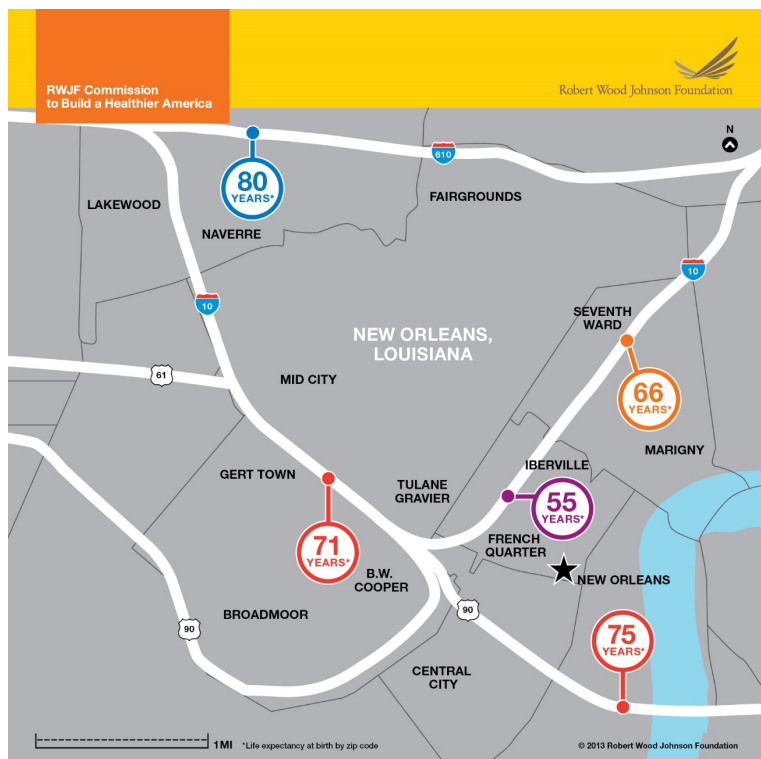 RWJF Commission
to Build a Healthier America
Robert Wood Johnson Foundation
N
610
80
YEARS*
LAKEWOOD
FAIRGROUNDS
NAVERRE
10
10
SEVENTH
WARD
NEW ORLEANS,
LOUISIANA
61
MID CITY
66
YEARS*
MARIGNY
IBERVILLE
GERT TOWN
TULANE
GRAVIER
55
YEARS*
FRENCH
QUARTER
71
YEARS*
B.W.
COOPER
NEW ORLEANS
90
BROADMOOR
90
75
YEARS*
CENTRAL
CITY
1MI
*Life expectancy at birth by zip code
© 2013 Robert Wood Johnson Foundation